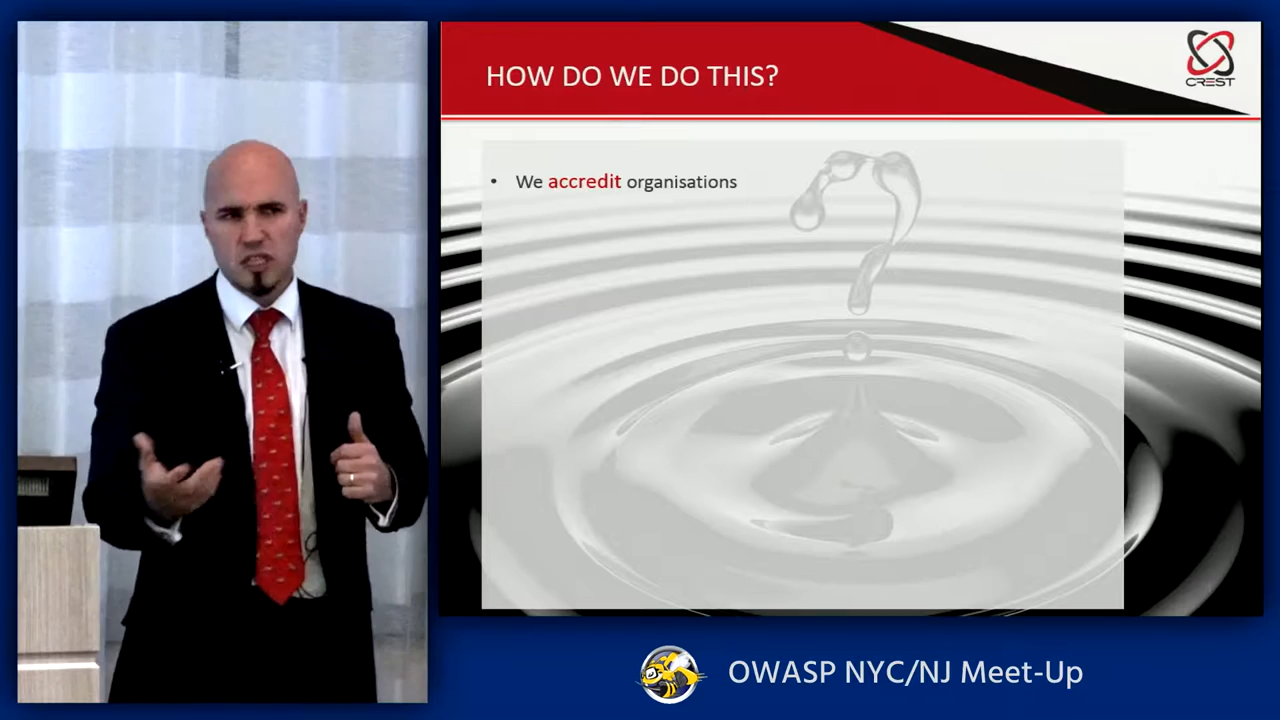 HOW DO WE DO THIS?
CREST
• We accredit organisations
OWASP NYC/NJ Meet-Up